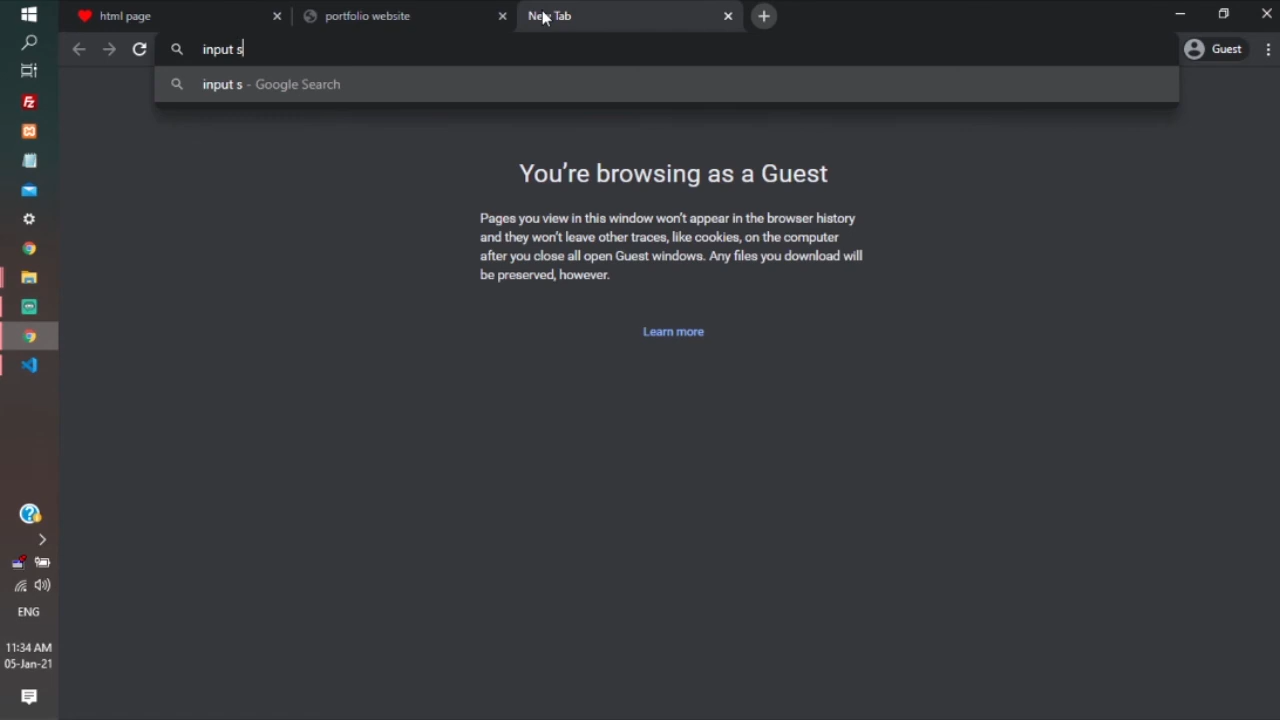 html page
portfolio website
New Tab
input s
Guest
input s - Google Search
You're browsing as a Guest
Pages you view in this window won't appear in the browser history
and they won't leave other traces, like cookies, on the computer
after you close all open Guest windows. Any files you download will
be preserved, however.
Learn more
ENG
11:34 AM
05-Jan-21